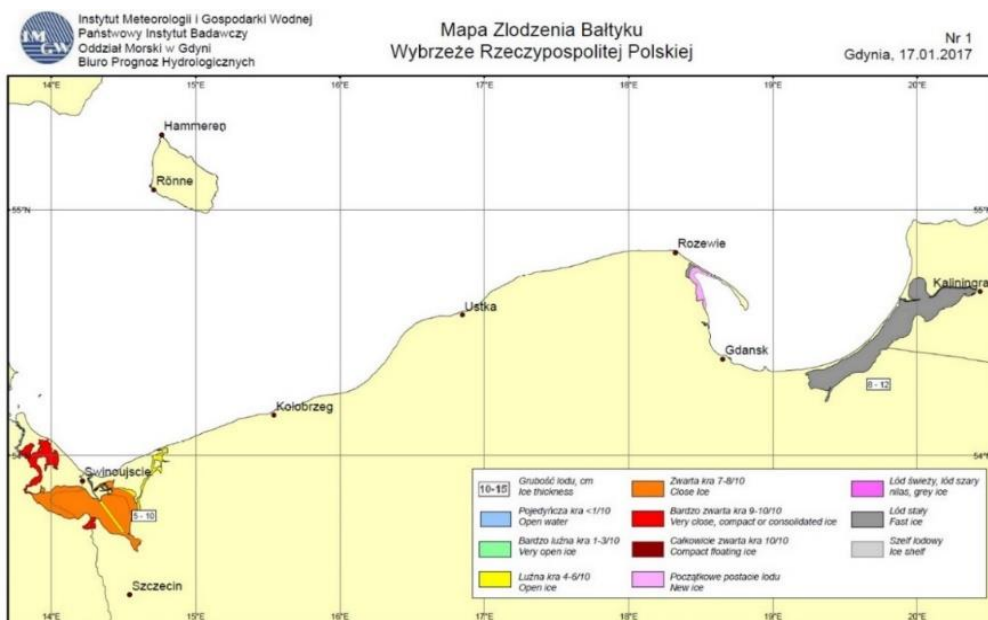 IMGW
Instytut Meteorologii i Gospodarki Wodnej
Państwowy Instytut Badawczy
Oddział Morski w Gdyni
Biuro Prognoz Hydrologicznych
Mapa Zlodzenia Bałtyku
Wybrzeże Rzeczypospolitej Polskiej
Nr 1
Gdynia, 17.01.2017
14°E
15°E
16°E
17°E
18°E
19°E
20°E
Hammeren
Rönne
55°N
55°N
Rozewie
Kaliningra
Ustka
Gdansk
8 - 12
Kołobrzeg
54°N
Swinoujscie
5 - 10
Szczecin
10-15
Grubość lodu, cm
Ice thickness
Pojedyńcza kra <1/10
Open water
Bardzo luźna kra 1-3/10
Very open ice
Luźna kra 4-6/10
Open ice
Zwarta kra 7-8/10
Close Ice
Bardzo zwarta kra 9-10/10
Very close, compact or consolidated ice
Całkowicie zwarta kra 10/10
Compact floating ice
Początkowe postacie lodu
New ice
Lód świeży, lód szary
nilas, grey ice
Lód stały
Fast ice
Szelf lodowy
Ice shelf
14°E
15°E
16°E
17°E
18°E
19°E
20°E